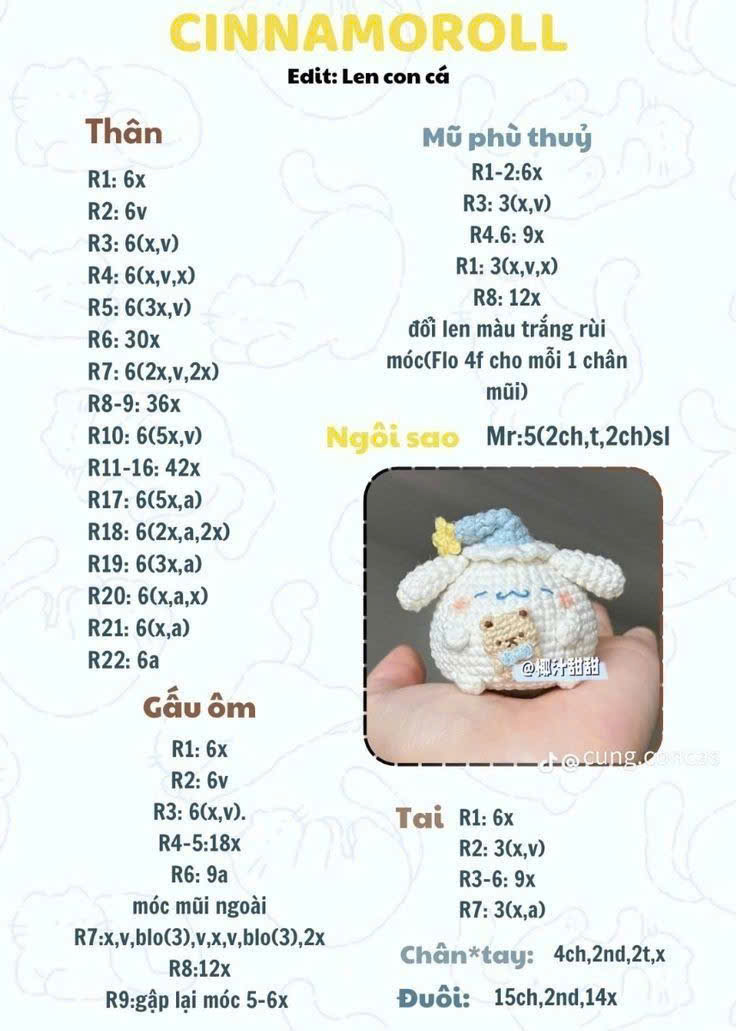 CINNAMOROLL
Edit: Len con cá
Thân
R1: 6x
R2: 6v
R3: 6(x,v)
R4: 6(x,v,x)
R5: 6(3x,v)
R6: 30x
R7: 6(2x,v,2x)
R8-9: 36x
R10: 6(5x,v)
R11-16: 42x
R17: 6(5x,a)
R18: 6(2x,a,2x)
R19: 6(3x,a)
R20: 6(x,a,x)
R21: 6(x,a)
R22: 6a
Gấu ôm
R1: 6x
R2: 6v
R3: 6(x,v).
R4-5:18x
R6: 9a
móc mũi ngoài
R7:x,v,blo(3),v,x,v,blo(3),2x
R8:12x
R9:gập lại móc 5-6x
Mũ phù thuỷ
R1-2:6x
R3: 3(x,v)
R4.6: 9x
R1: 3(x,v,x)
R8: 12x
đổi len màu trắng rùi
móc(Flo 4f cho mỗi 1 chân
mũi)
Ngôi sao Mr:5(2ch,t,2ch)sl
@椰汁甜甜
@cung.concas
Tai R1: 6x
R2: 3(x,v)
R3-6: 9x
R7: 3(x,a)
Chân*tay: 4ch,2nd,2t,x
Đuôi: 15ch,2nd,14x